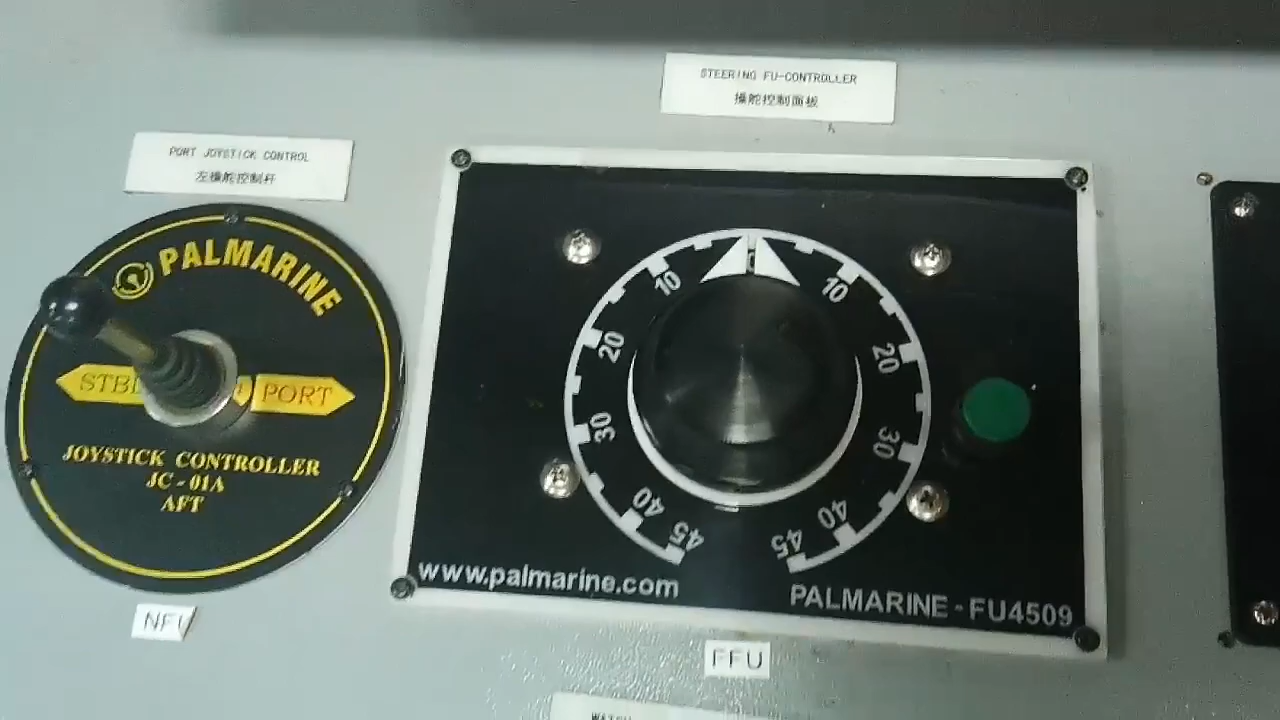 STEERING FU-CONTROLLER
操舵控制面板
PORT JOYSTICK CONTROL
左操舵控制杆
PALMARINE
STBD
PORT
JOYSTICK CONTROLLER
JC-01A
AFT
0
10
10
20
20
30
30
40
40
45
45
www.palmarine.com
PALMARINE-FU4509
FFU